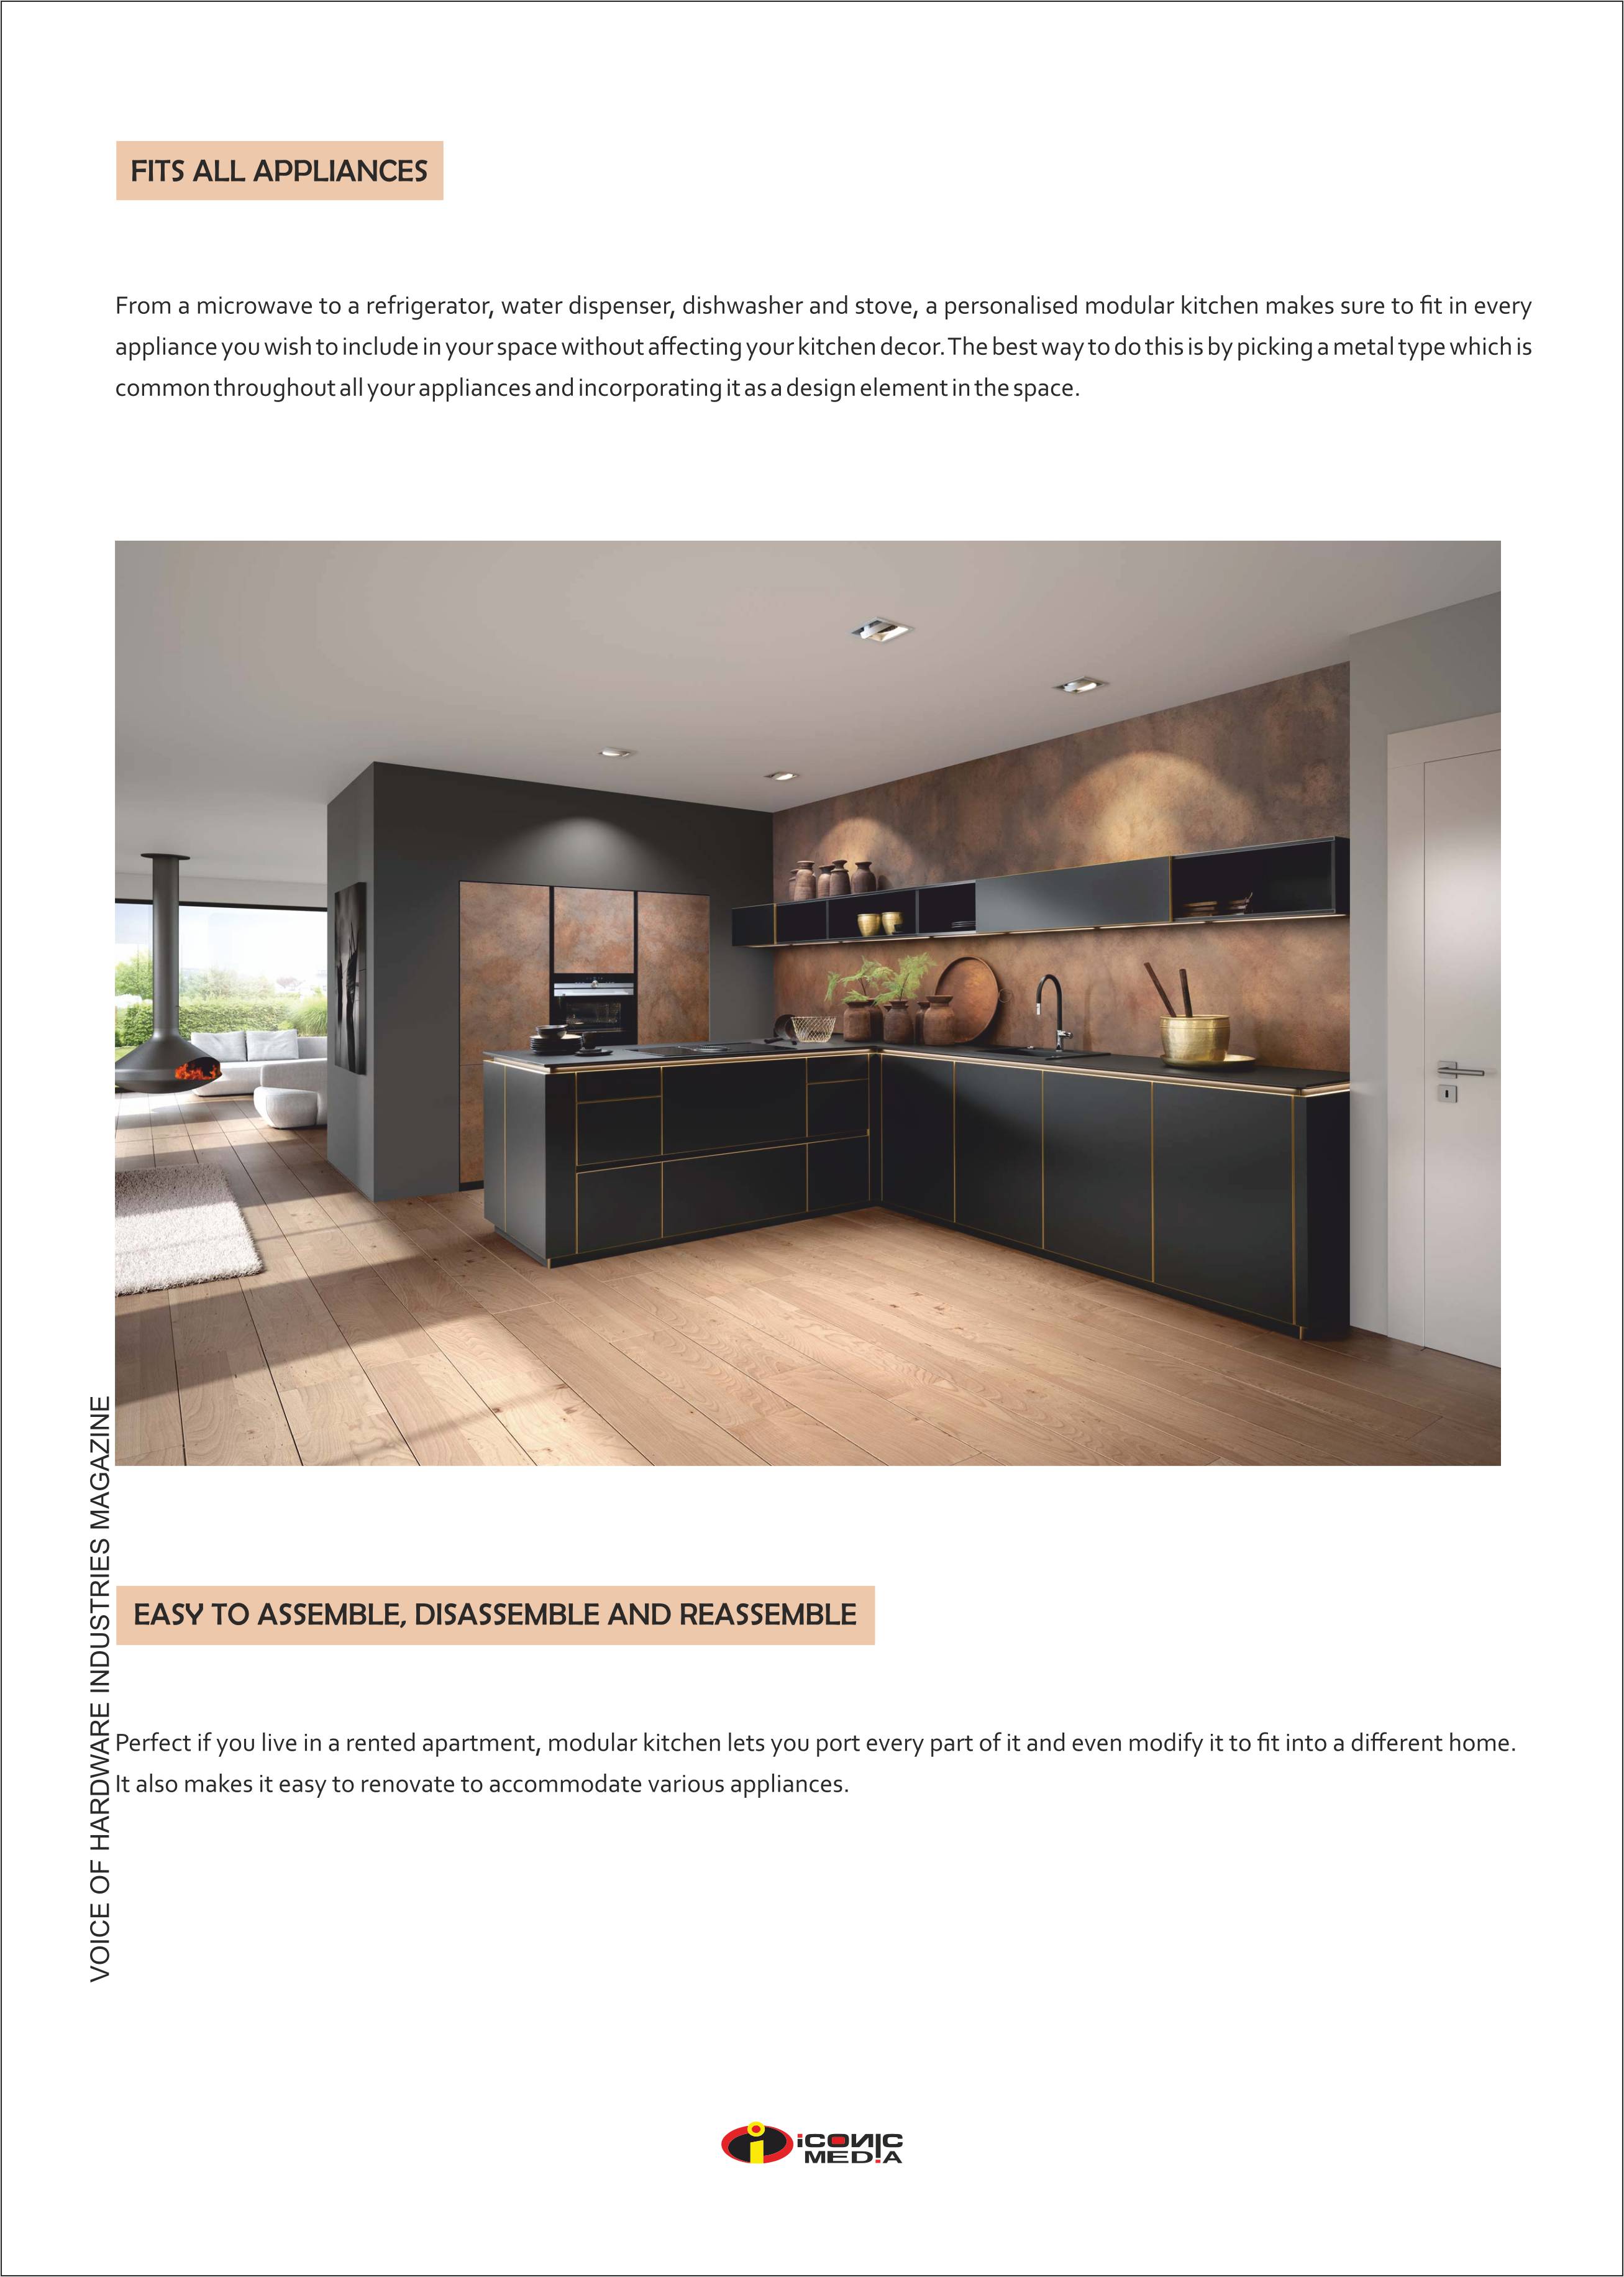 FITS ALL APPLIANCES
From a microwave to a refrigerator, water dispenser, dishwasher and stove, a personalised modular kitchen makes sure to fit in every
appliance you wish to include in your space without affecting your kitchen decor. The best way to do this is by picking a metal type which is
common throughout all your appliances and incorporating it as a design element in the space.
EASY TO ASSEMBLE, DISASSEMBLE AND REASSEMBLE
Perfect if you live in a rented apartment, modular kitchen lets you port every part of it and even modify it to fit into a different home.
It also makes it easy to renovate to accommodate various appliances.
VOICE OF HARDWARE INDUSTRIES MAGAZINE
iCONIC
MEDIA